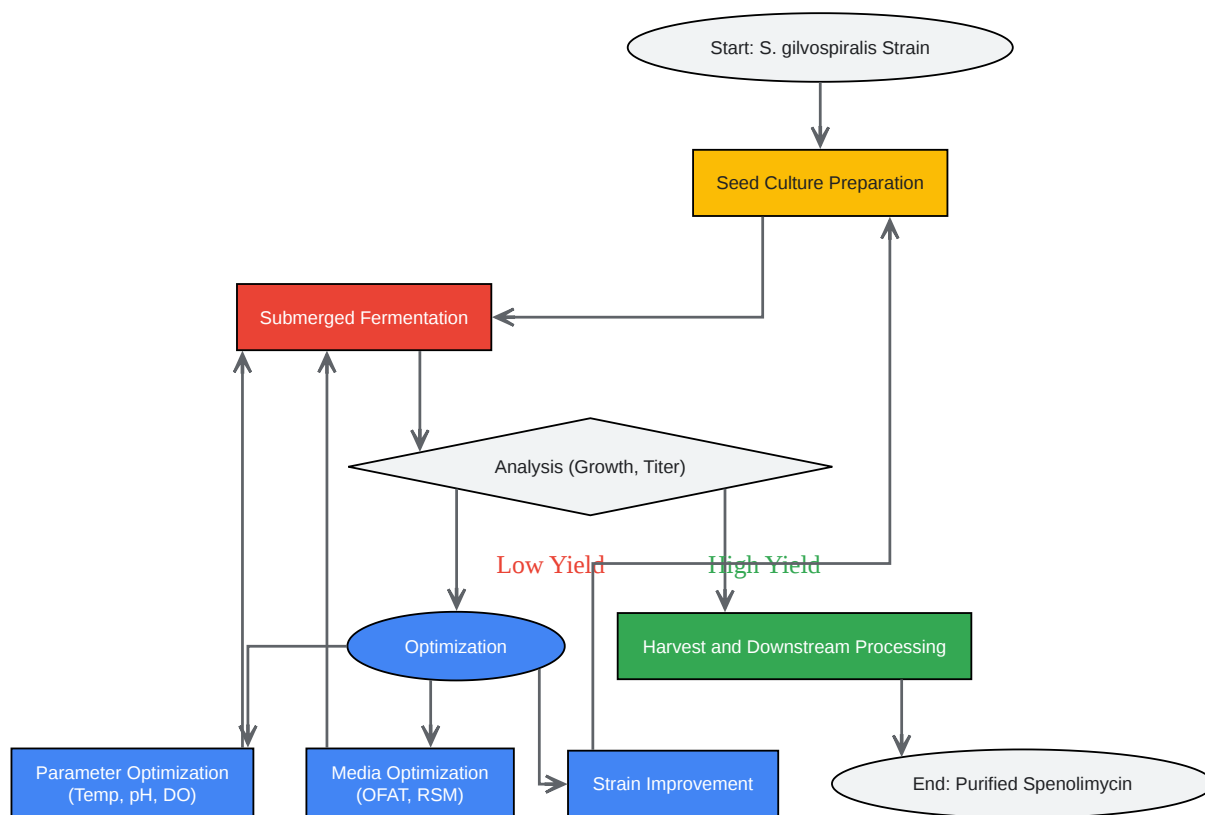 Start: S. gilvospiralis Strain
Seed Culture Preparation
Submerged Fermentation
Analysis (Growth, Titer)
Low Yield
High Yield
Optimization
Harvest and Downstream Processing
Parameter Optimization
(Temp, pH, DO)
Media Optimization
(OFAT, RSM)
Strain Improvement
End: Purified Spenolimycin